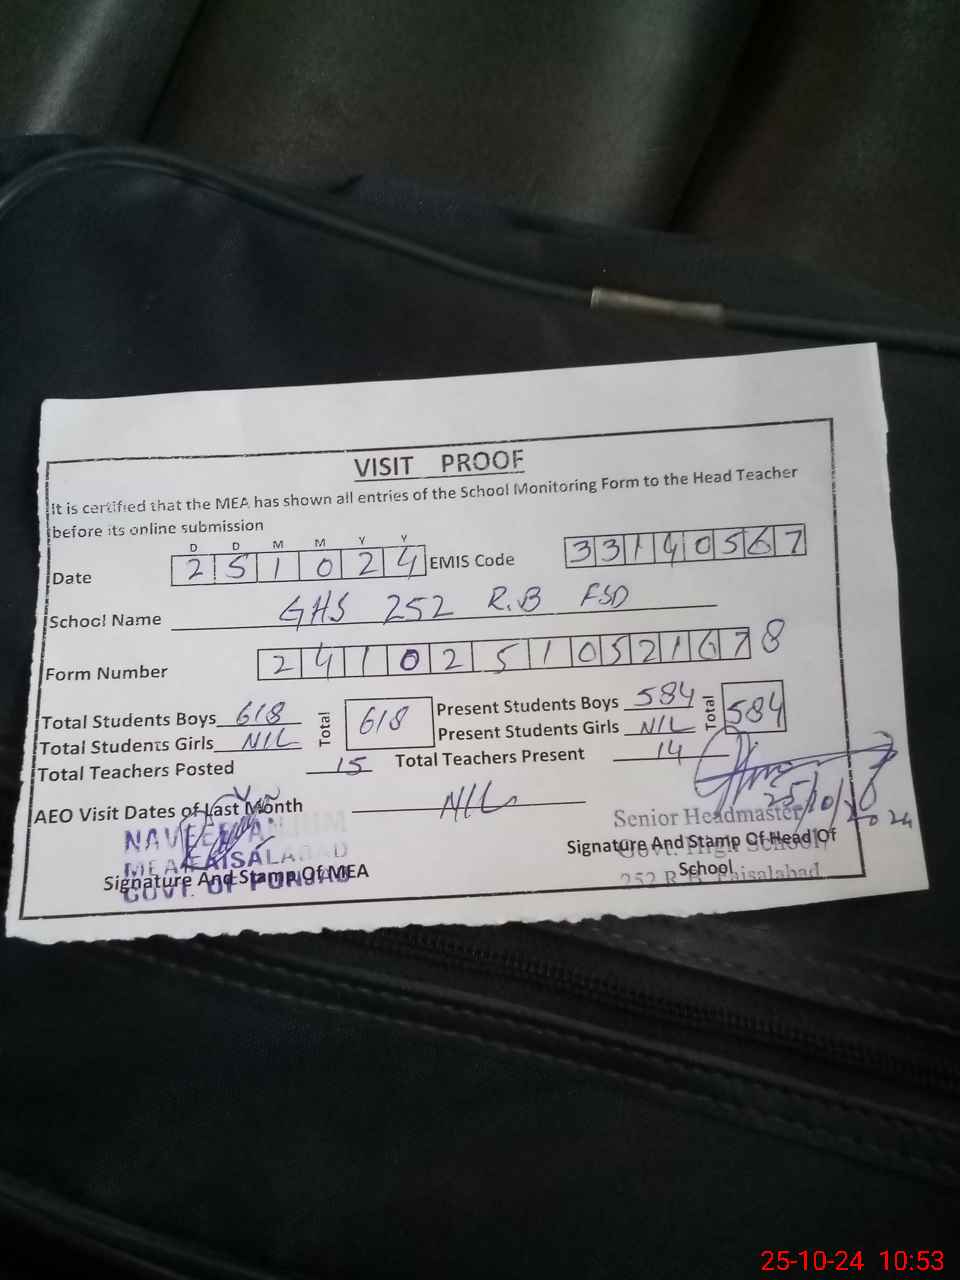 VISIT PROOF
It is certified that the MEA has shown all entries of the School Monitoring Form to the Head Teacher
before its online submission
D D M M Y Y
Date 2 5 1 0 2 4 EMIS Code 3 3 1 4 0 5 6 7
School Name GHS 252 R.B FSD
Form Number 2 4 1 0 2 5 1 0 5 2 1 6 7 8
Total Students Boys 618 Total 618 Present Students Boys 584 Total 584
Total Students Girls NIL Present Students Girls NIL
Total Teachers Posted 15 Total Teachers Present 14
AEO Visit Dates of Last Month NIL
25/10/2024
Senior Headmaster
Govt. High School
252 R.B. Faisalabad
Signature And Stamp Of Head Of
School
MEA FAISALABAD
GOVT. OF PUNJAB
Signature And Stamp Of MEA
25-10-24 10:53